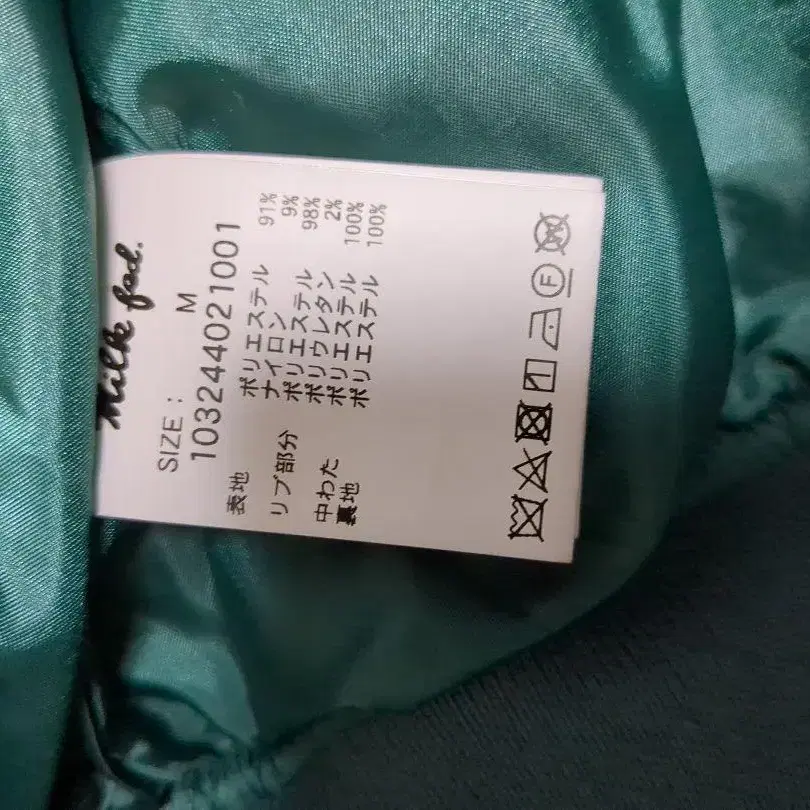 Milk fed.
SIZE : M
103244021001
表地 ポリエステル 91%
ナイロン 9%
リブ部分 ポリエステル 98%
ポリウレタン 2%
中わた ポリエステル 100%
裏地 ポリエステル 100%
F W